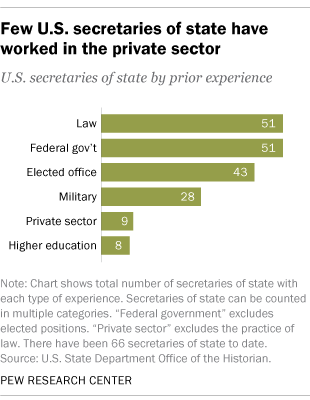 Few U.S. secretaries of state have
worked in the private sector
U.S. secretaries of state by prior experience
Law 51
Federal gov't 51
Elected office 43
Military 28
Private sector 9
Higher education 8
Note: Chart shows total number of secretaries of state with
each type of experience. Secretaries of state can be counted
in multiple categories. “Federal government” excludes
elected positions. “Private sector” excludes the practice of
law. There have been 66 secretaries of state to date.
Source: U.S. State Department Office of the Historian.
PEW RESEARCH CENTER